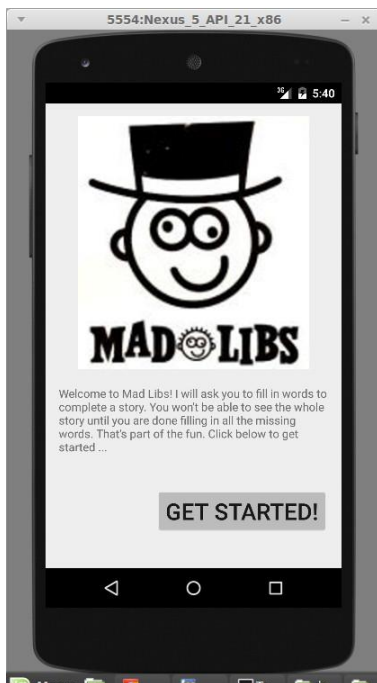 5554:Nexus_5_API_21_x86
3G
5:40
MAD LIBS
Welcome to Mad Libs! I will ask you to fill in words to
complete a story. You won't be able to see the whole
story until you are done filling in all the missing
words. That's part of the fun. Click below to get
started ...
GET STARTED!